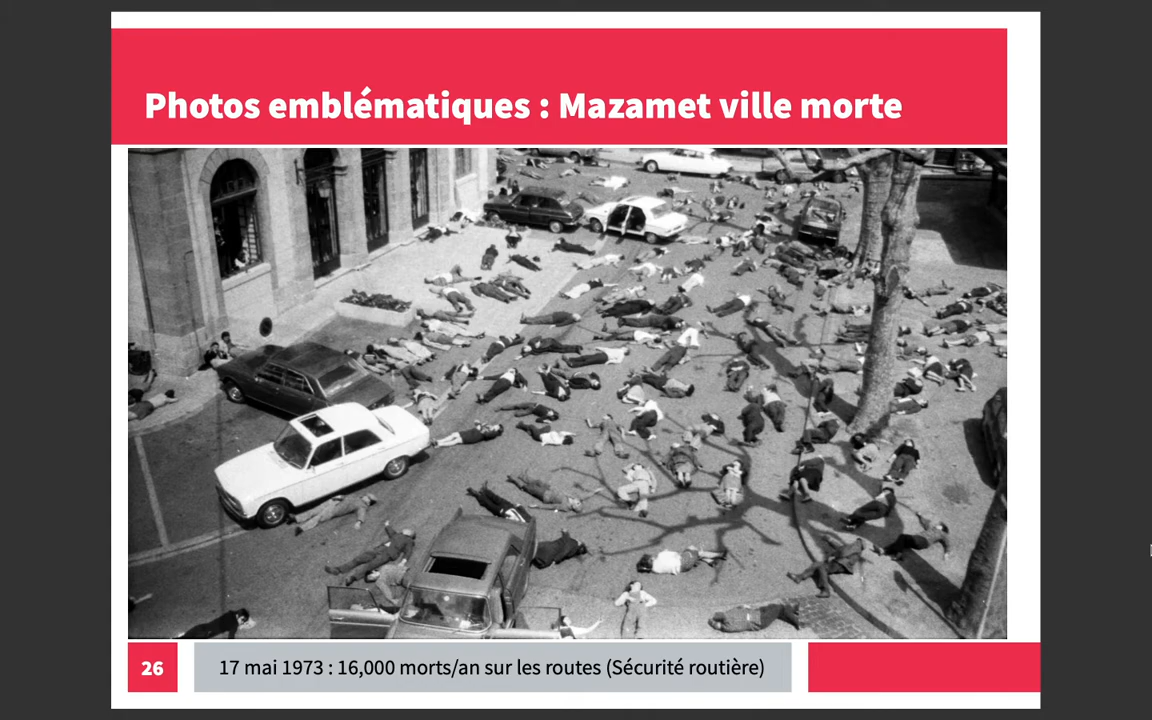 Photos emblématiques : Mazamet ville morte
26
17 mai 1973 : 16,000 morts/an sur les routes (Sécurité routière)